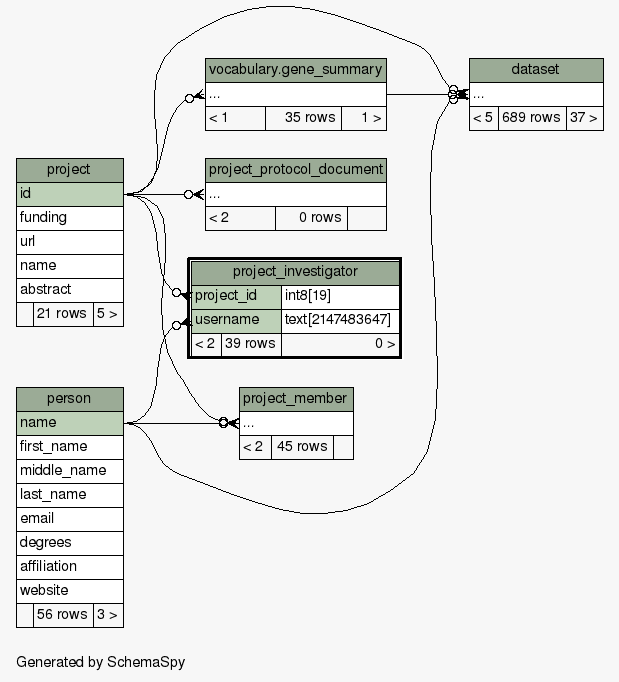 vocabulary.gene_summary
...
< 1 35 rows 1 >
dataset
...
< 5 689 rows 37 >
project
id
funding
url
name
abstract
21 rows 5 >
project_protocol_document
...
< 2 0 rows
project_investigator
project_id int8[19]
username text[2147483647]
< 2 39 rows 0 >
person
name
first_name
middle_name
last_name
email
degrees
affiliation
website
56 rows 3 >
project_member
...
< 2 45 rows
Generated by SchemaSpy